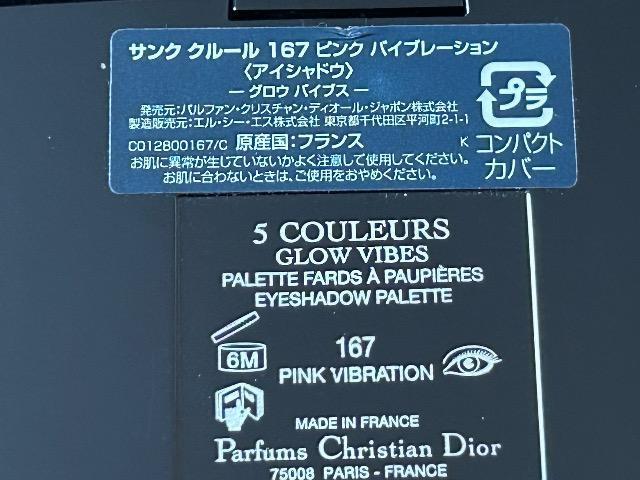 サンク クルール 167 ピンク バイブレーション
〈アイシャドウ〉
― グロウ バイブス ―
発売元:パルファン・クリスチャン・ディオール・ジャポン株式会社
製造販売元:エル・シー・エス株式会社 東京都千代田区平河町2-1-1
C012800167/C 原産国:フランス K
お肌に異常が生じていないかよく注意して使用してください。
お肌に合わないときは、ご使用をおやめください。
プラ
コンパクト
カバー
5 COULEURS
GLOW VIBES
PALETTE FARDS À PAUPIÈRES
EYESHADOW PALETTE
6M
167
PINK VIBRATION
MADE IN FRANCE
Parfums Christian Dior
75008 PARIS - FRANCE